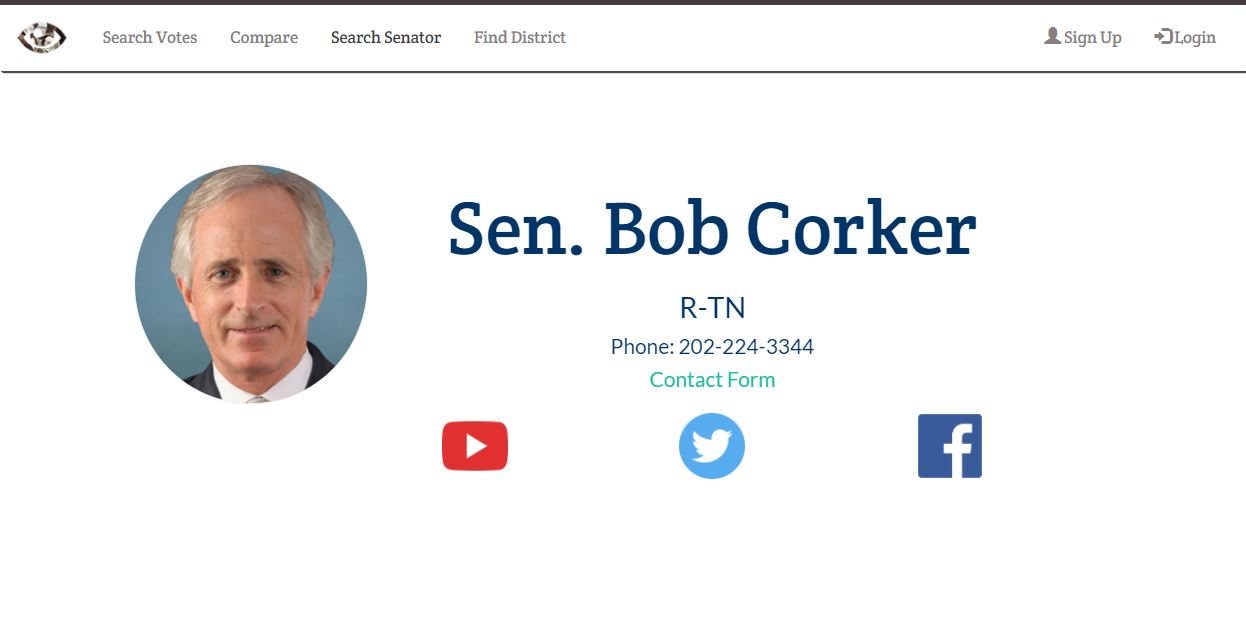 Search Votes Compare Search Senator Find District Sign Up Login
Sen. Bob Corker
R-TN
Phone: 202-224-3344
Contact Form